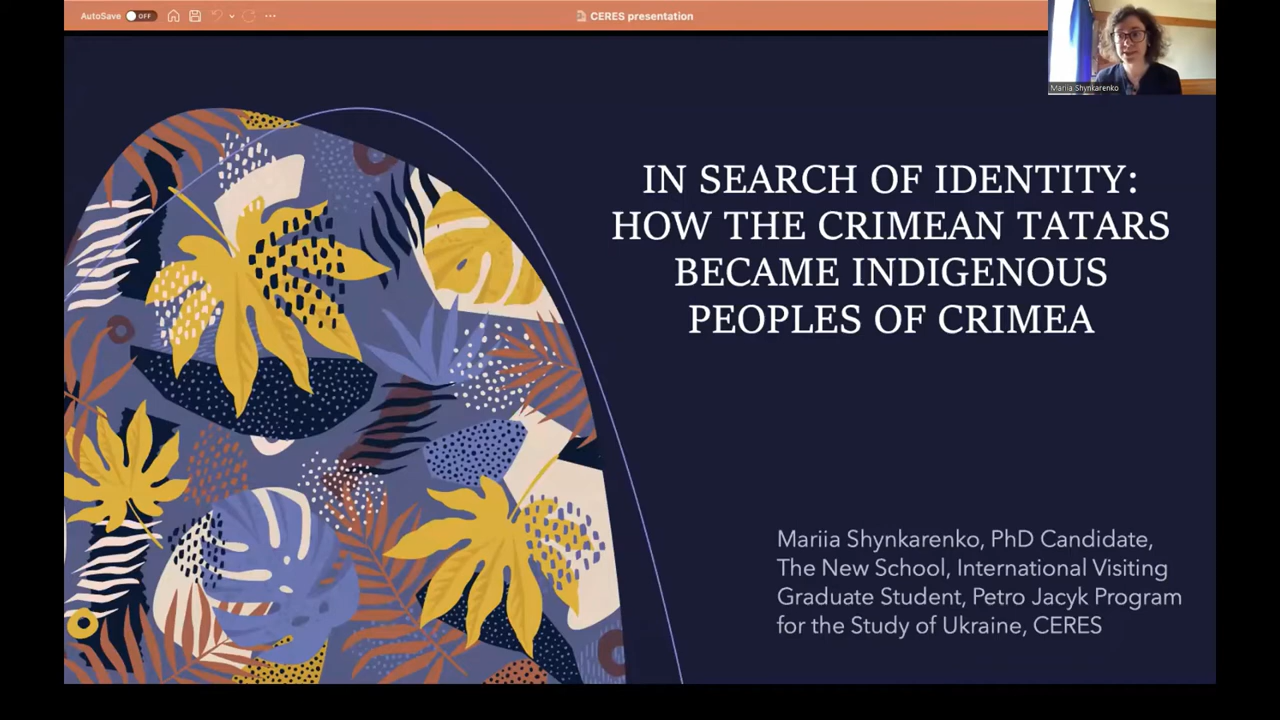 AutoSave OFF
CERES presentation
Mariia Shynkarenko
IN SEARCH OF IDENTITY:
HOW THE CRIMEAN TATARS
BECAME INDIGENOUS
PEOPLES OF CRIMEA
Mariia Shynkarenko, PhD Candidate,
The New School, International Visiting
Graduate Student, Petro Jacyk Program
for the Study of Ukraine, CERES